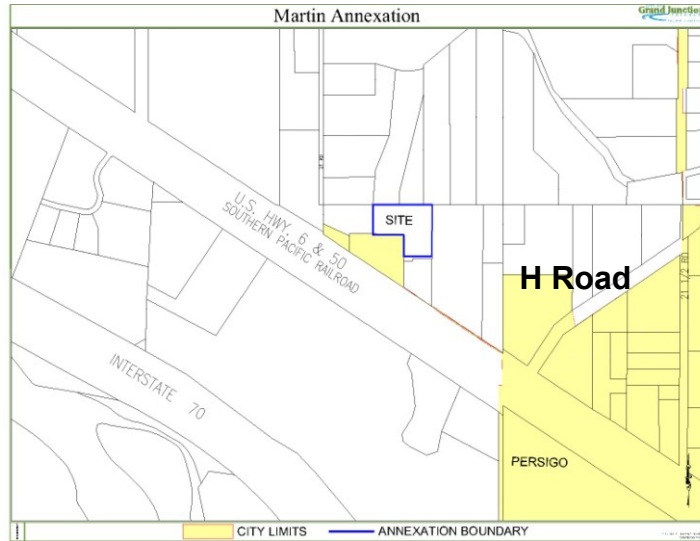 Martin Annexation
Grand Junction
SITE
U.S. HWY. 6 & 50
SOUTHERN PACIFIC RAILROAD
H Road
21 1/2 RD
INTERSTATE 70
PERSIGO
CITY LIMITS
ANNEXATION BOUNDARY